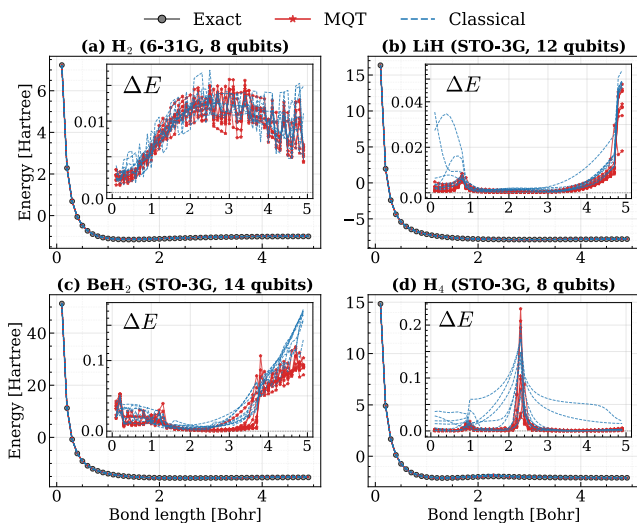 Exact MQT Classical
(a) H₂ (6-31G, 8 qubits)
Energy [Hartree]
6
4
2
0
0 2 4
ΔE
0.01
0.0
0 1 2 3 4 5
(b) LiH (STO-3G, 12 qubits)
15
10
5
0
−5
0 2 4
ΔE
0.04
0.02
0.0
0 1 2 3 4 5
(c) BeH₂ (STO-3G, 14 qubits)
Energy [Hartree]
40
20
0
0 2 4
Bond length [Bohr]
ΔE
0.1
0.0
0 1 2 3 4 5
(d) H₄ (STO-3G, 8 qubits)
15
10
5
0
0 2 4
Bond length [Bohr]
ΔE
0.2
0.1
0.0
0 1 2 3 4 5